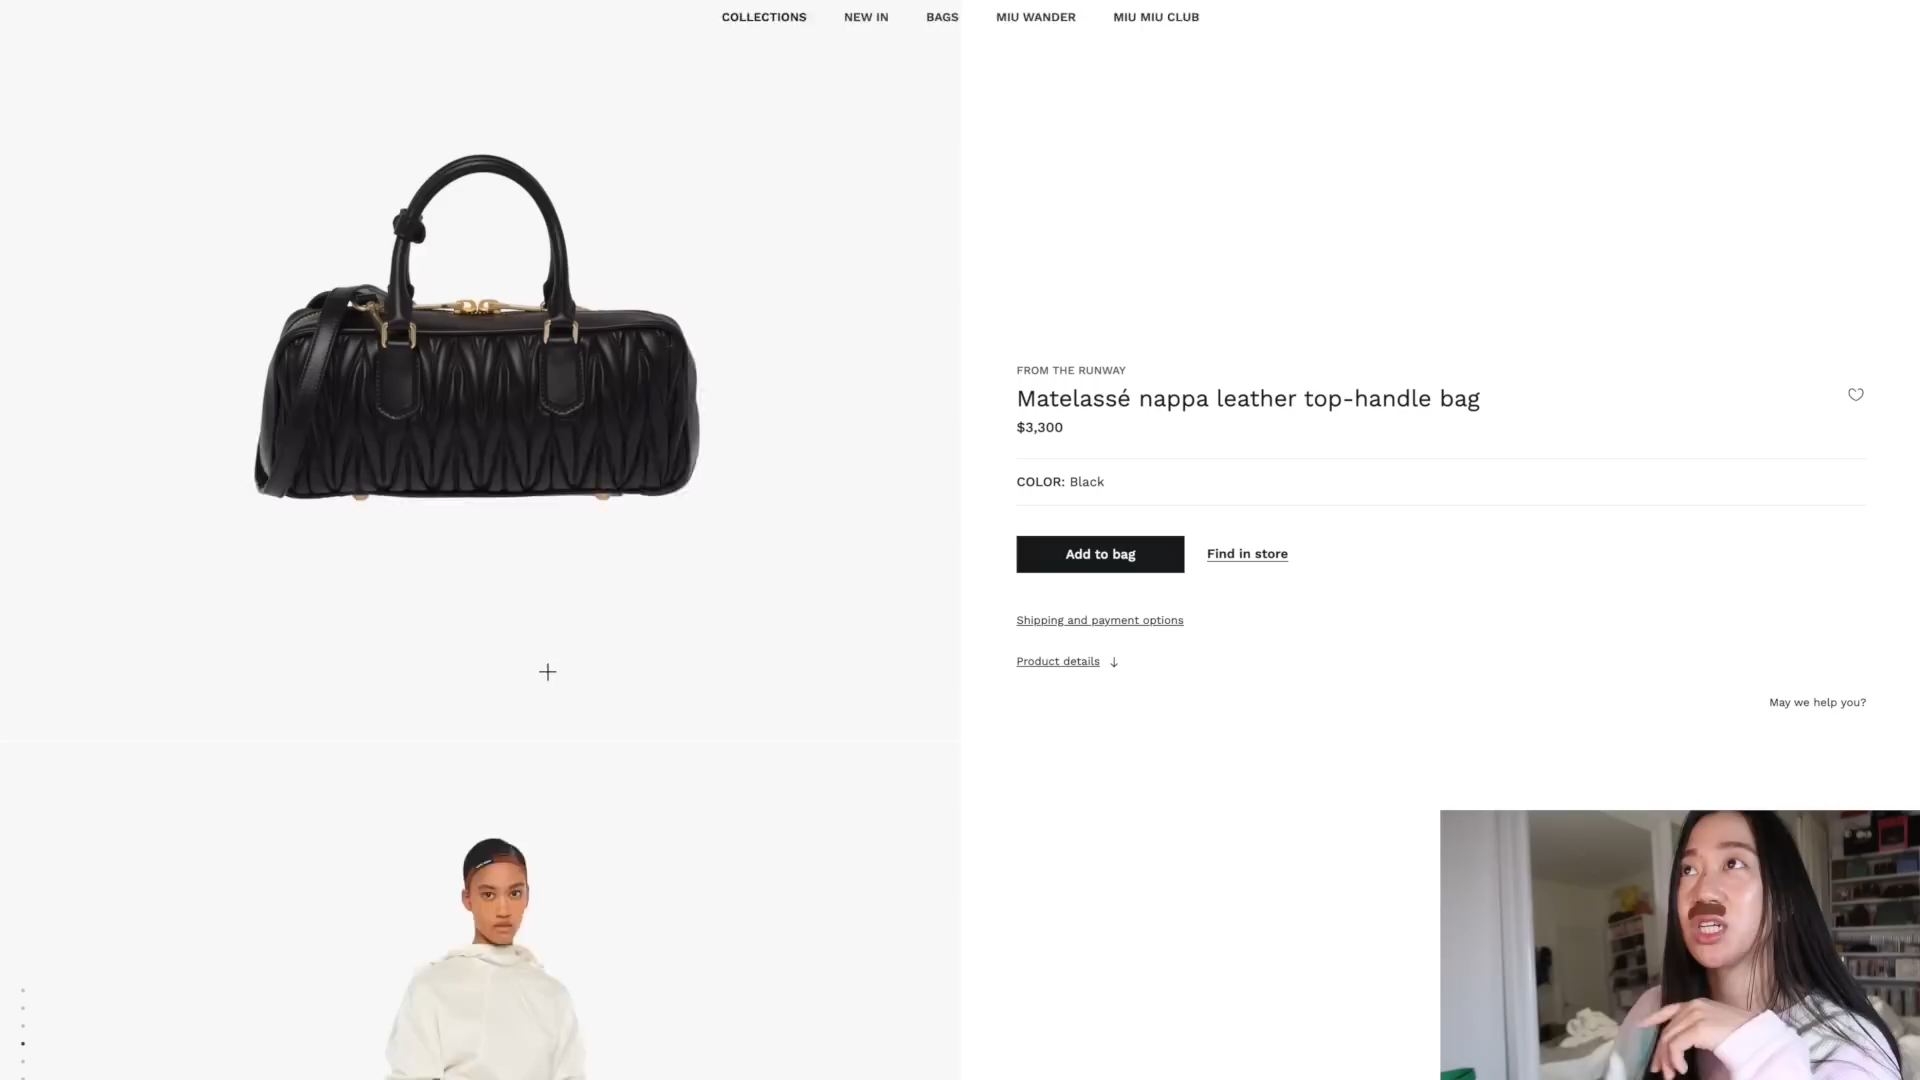 COLLECTIONS NEW IN BAGS MIU WANDER MIU MIU CLUB
FROM THE RUNWAY
Matelassé nappa leather top-handle bag
$3,300
COLOR: Black
Add to bag Find in store
Shipping and payment options
Product details
May we help you?